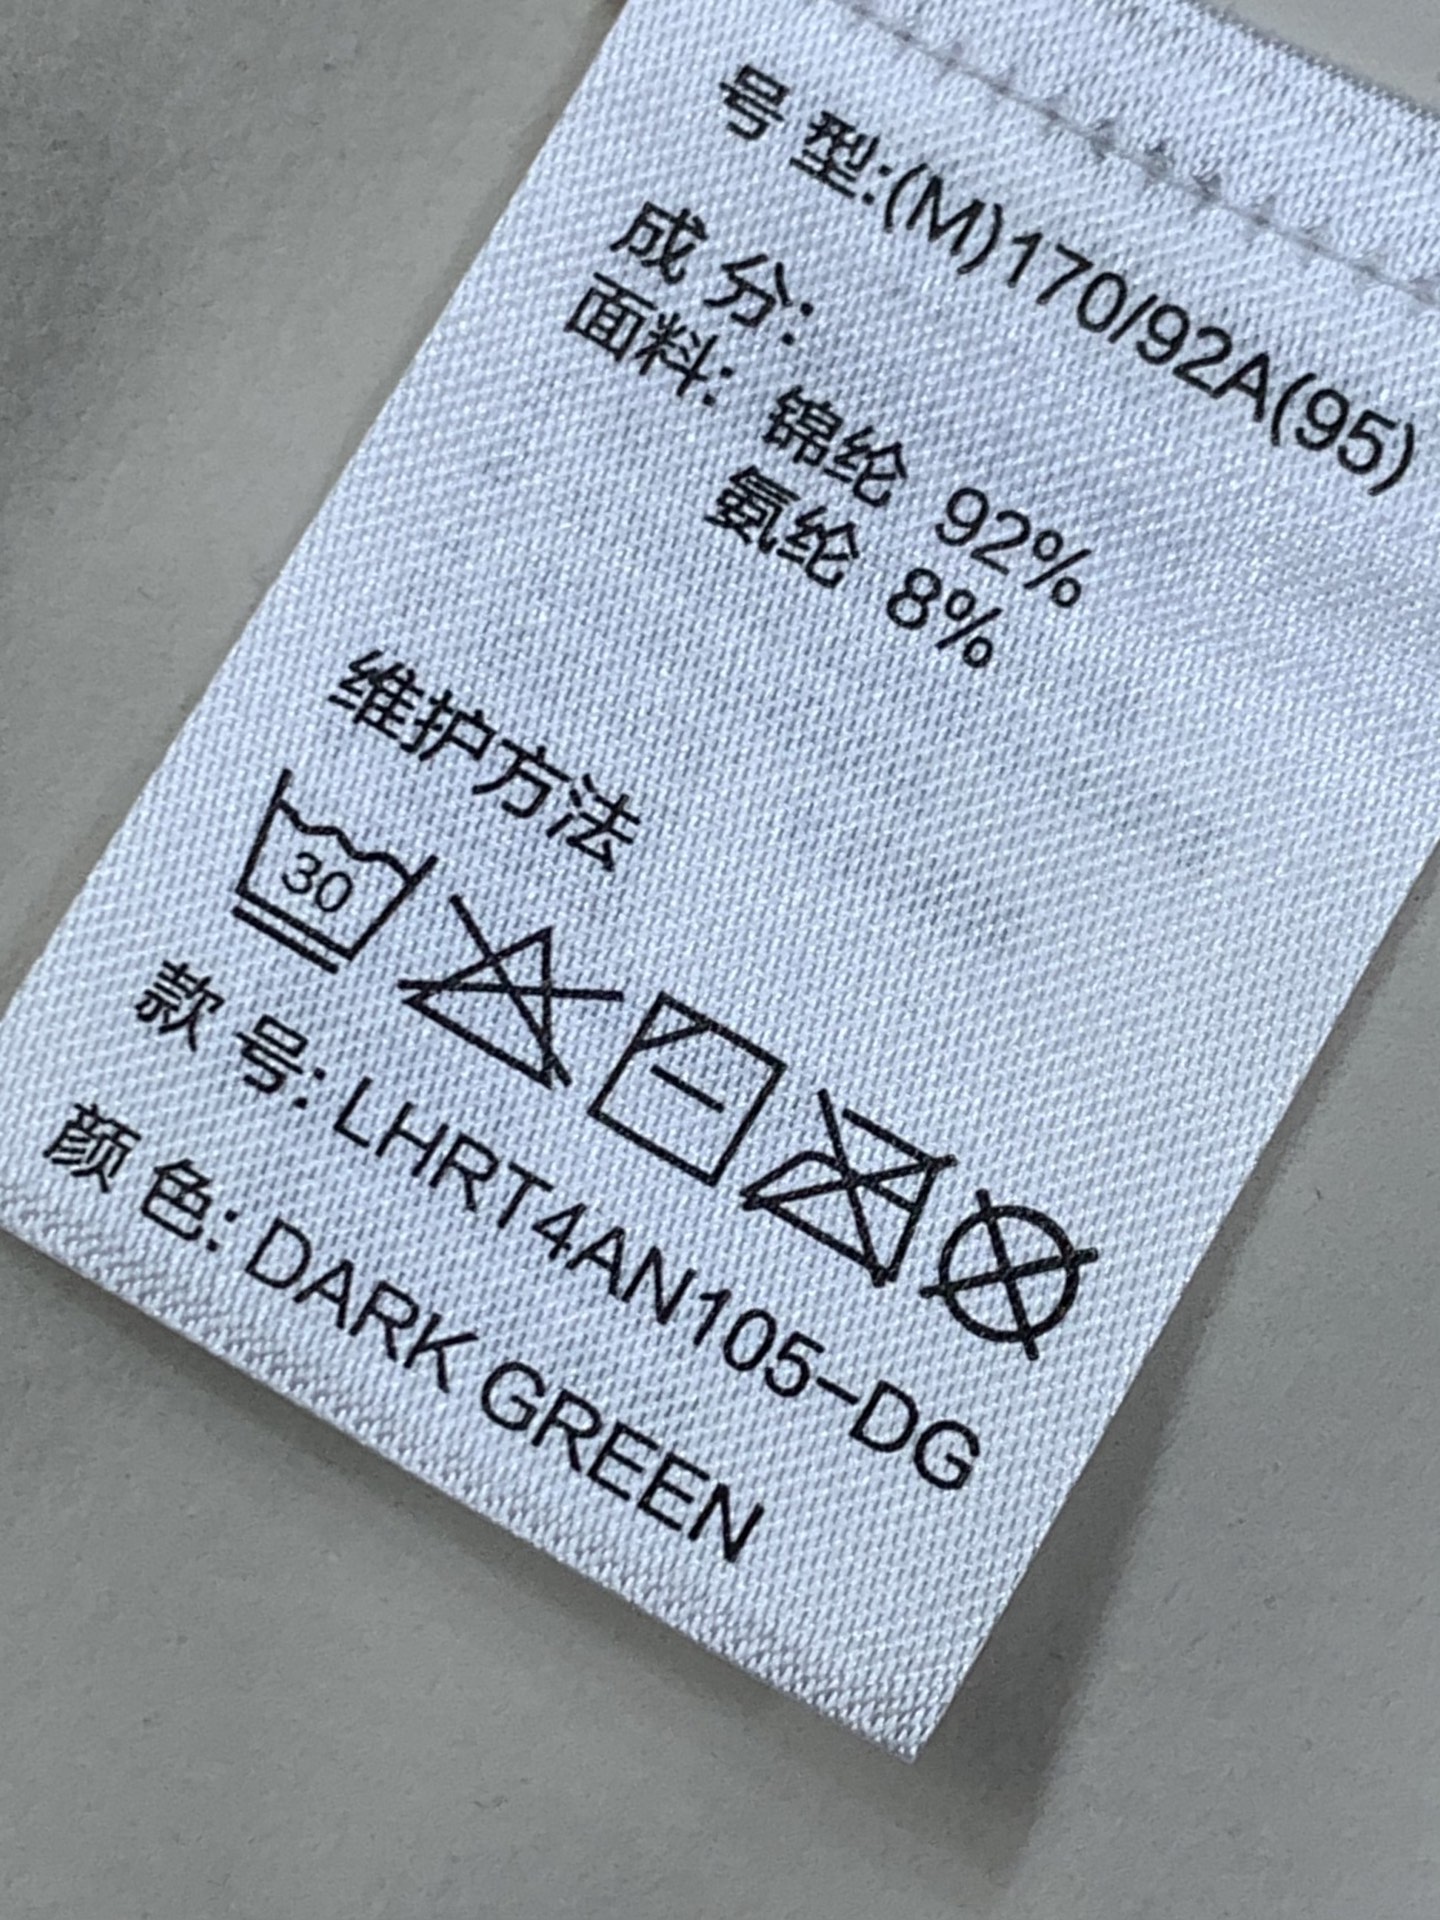 号型:(M)170/92A(95)
成分:
面料: 锦纶 92%
氨纶 8%
维护方法
30
款号:LHRT4AN105-DG
颜色: DARK GREEN